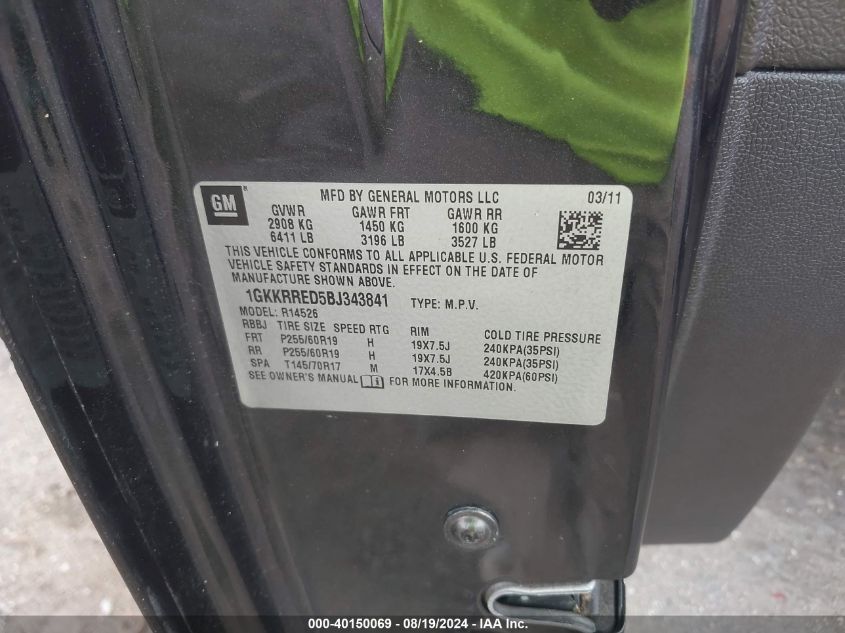 GM
MFD BY GENERAL MOTORS LLC 03/11
GVWR GAWR FRT GAWR RR
2908 KG 1450 KG 1600 KG
6411 LB 3196 LB 3527 LB
THIS VEHICLE CONFORMS TO ALL APPLICABLE U.S. FEDERAL MOTOR
VEHICLE SAFETY STANDARDS IN EFFECT ON THE DATE OF
MANUFACTURE SHOWN ABOVE.
1GKKRRED5BJ343841 TYPE: M.P.V.
MODEL: R14526
RBBJ TIRE SIZE SPEED RTG RIM COLD TIRE PRESSURE
FRT P255/60R19 H 19X7.5J 240KPA(35PSI)
RR P255/60R19 H 19X7.5J 240KPA(35PSI)
SPA T145/70R17 M 17X4.5B 420KPA(60PSI)
SEE OWNER'S MANUAL FOR MORE INFORMATION.
000-40150069 - 08/19/2024 - IAA Inc.